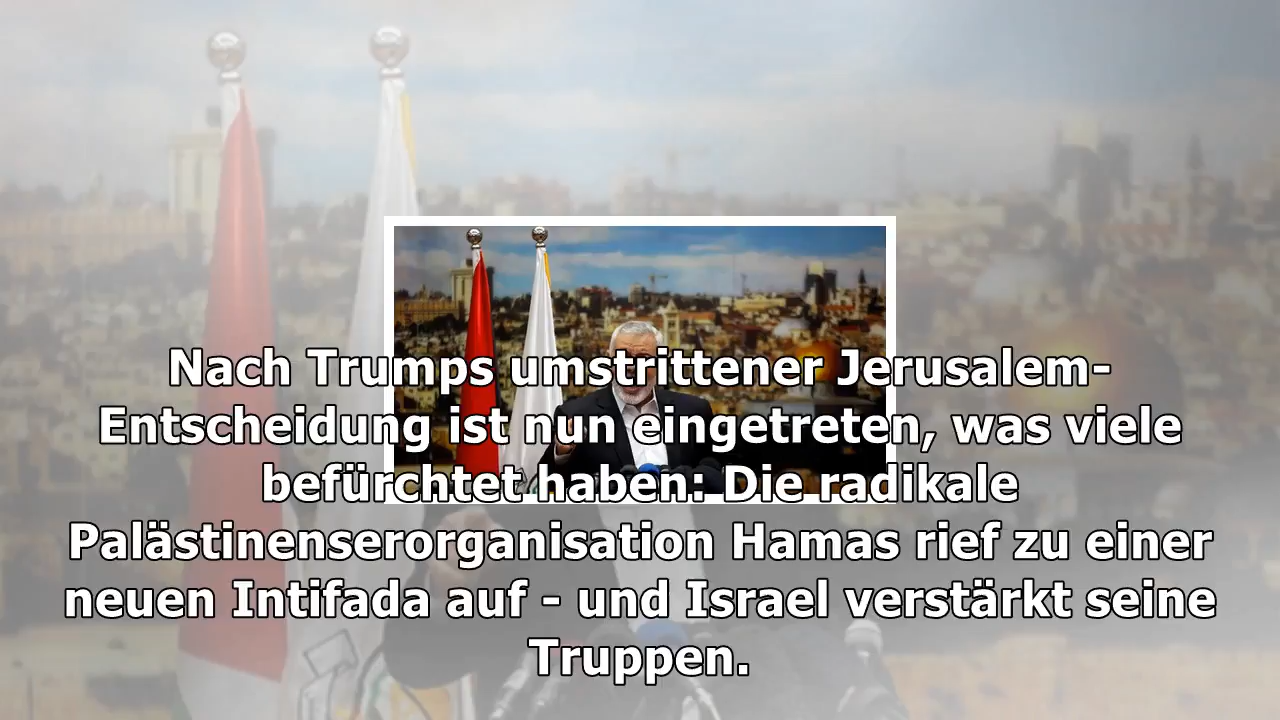 Nach Trumps umstrittener Jerusalem-
Entscheidung ist nun eingetreten, was viele
befürchtet haben: Die radikale
Palästinenserorganisation Hamas rief zu einer
neuen Intifada auf - und Israel verstärkt seine
Truppen.